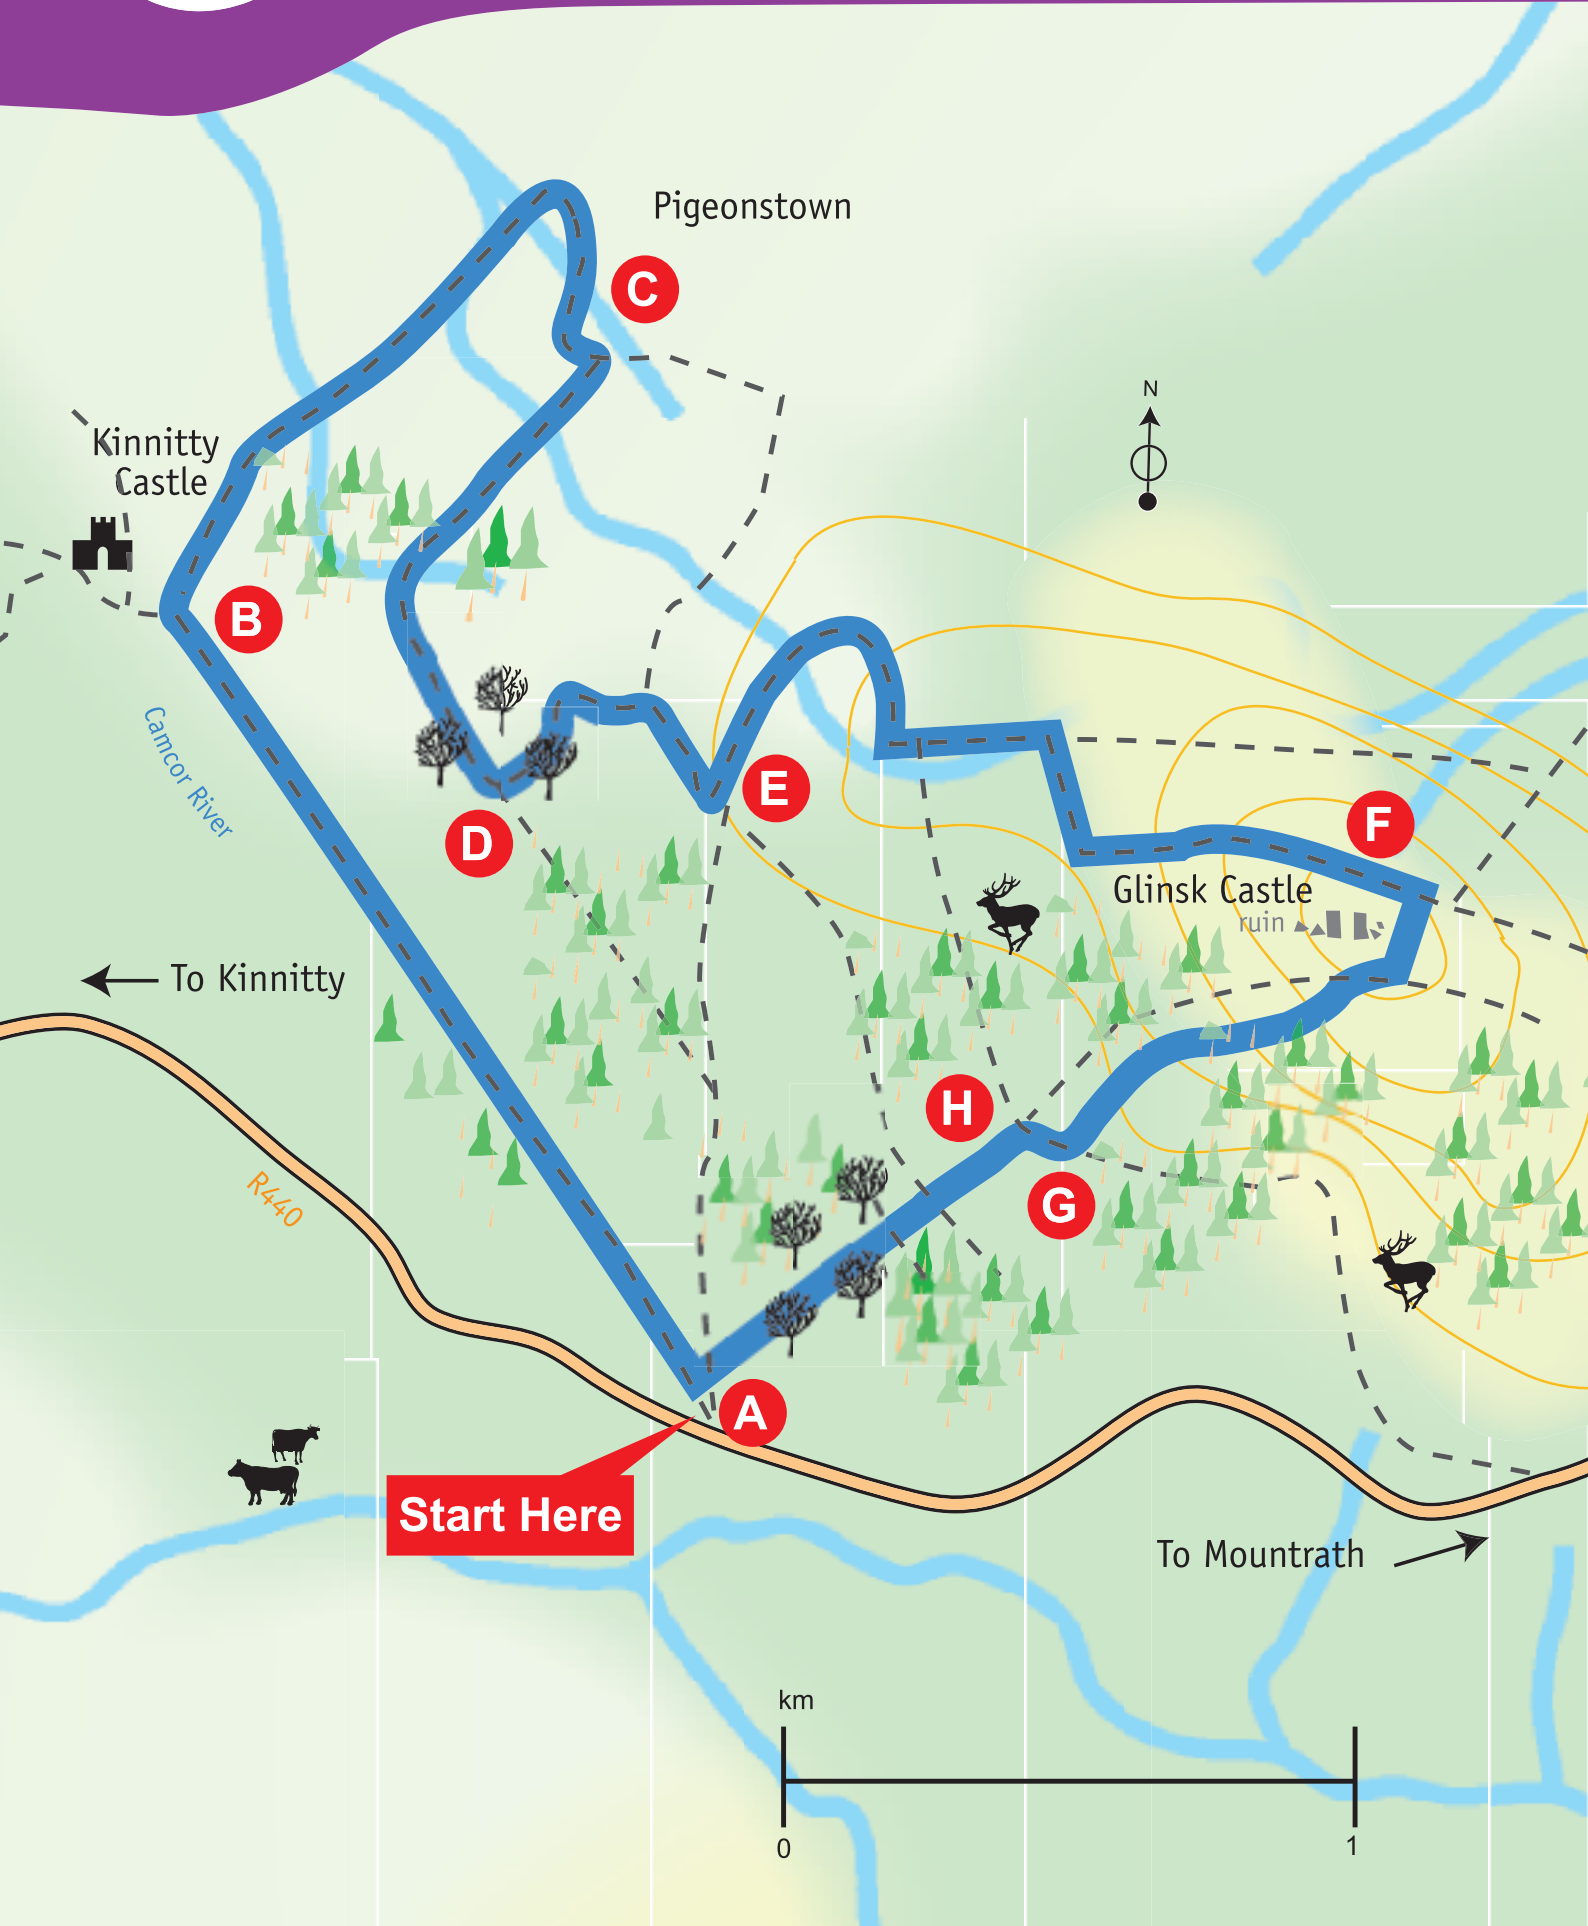 Pigeonstown
C
N
Kinnitty
Castle
B
Camcor River
E
D
F
Glinsk Castle
ruin
To Kinnitty
H
R440
G
A
Start Here
To Mountrath
km
0
1